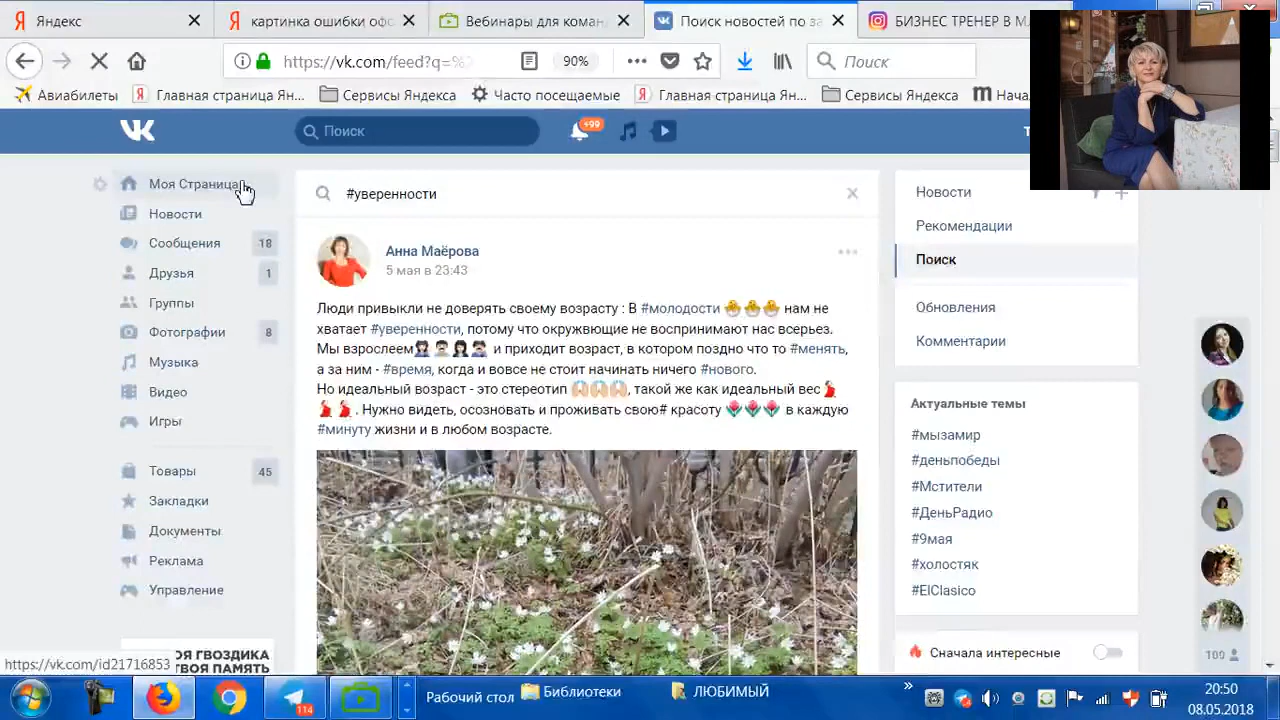 Яндекс
картинка ошибки офо
Вебинары для коман
Поиск новостей по за
БИЗНЕС ТРЕНЕР В М
https://vk.com/feed?q=%
90%
Поиск
Авиабилеты
Главная страница Ян...
Сервисы Яндекса
Часто посещаемые
Главная страница Ян...
Сервисы Яндекса
Нача
Поиск
499
Моя Страница
Новости
Сообщения 18
Друзья 1
Группы
Фотографии 8
Музыка
Видео
Игры
Товары 45
Закладки
Документы
Реклама
Управление
ТВОЯ ПАМЯТЬ
https://vk.com/id21716853
#уверенности
Анна Маёрова
5 мая в 23:43
Люди привыкли не доверять своему возрасту : В #молодости нам не
хватает #уверенности, потому что окружвющие не воспринимают нас всерьез.
Мы взрослеем и приходит возраст, в котором поздно что то #менять,
а за ним - #время, когда и вовсе не стоит начинать ничего #нового.
Но идеальный возраст - это стереотип , такой же как идеальный вес
. Нужно видеть, осозновать и проживать свою# красоту в каждую
#минуту жизни и в любом возрасте.
Новости
Рекомендации
Поиск
Обновления
Комментарии
Актуальные темы
#мызамир
#деньпобеды
#Мстители
#ДеньРадио
#9мая
#холостяк
#ElClasico
Сначала интересные
114
Рабочий стол
Библиотеки
ЛЮБИМЫЙ
20:50
08.05.2018